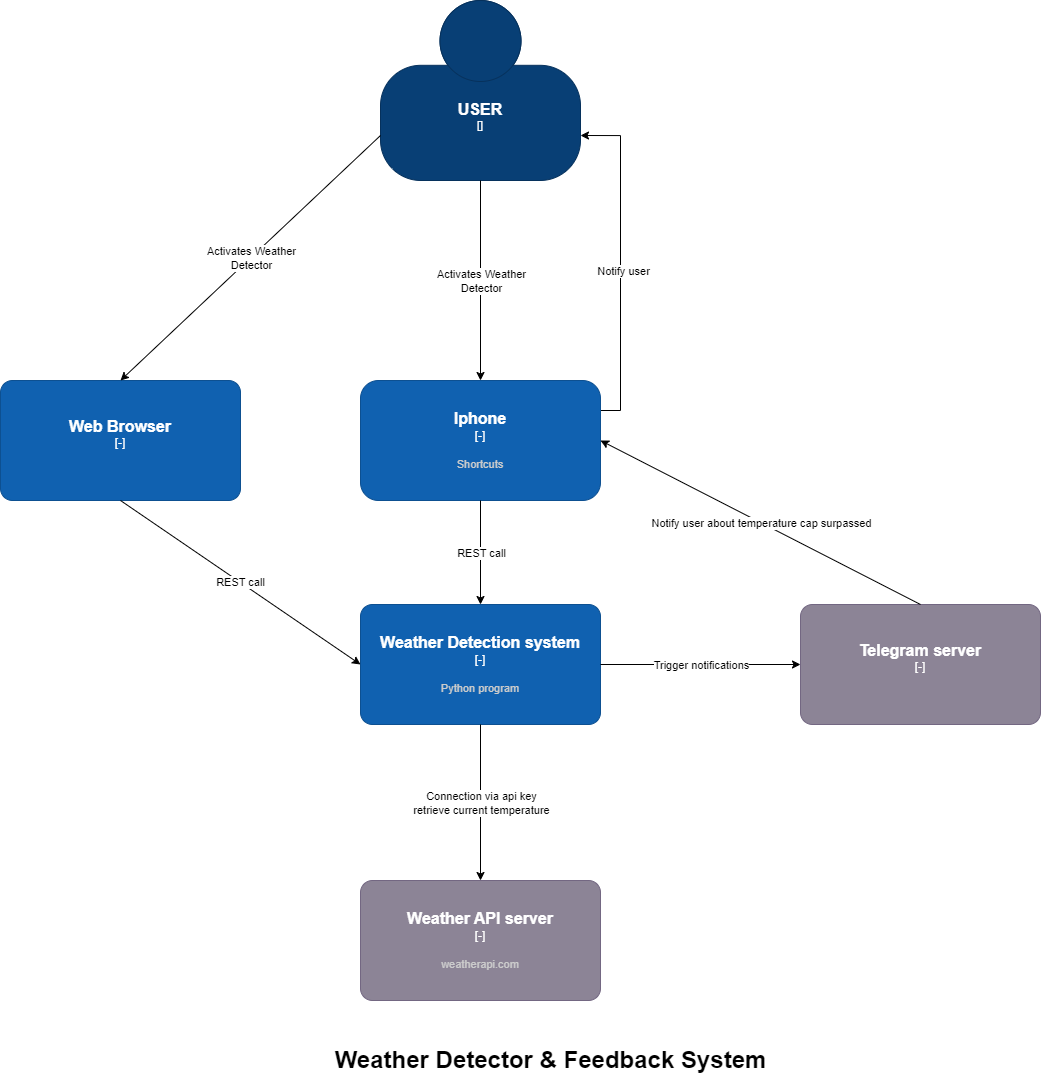 USER
[]
Activates Weather
Detector
Activates Weather
Detector
Notify user
Web Browser
[-]
Iphone
[-]
Shortcuts
Notify user about temperature cap surpassed
REST call
REST call
Weather Detection system
[-]
Python program
Trigger notifications
Telegram server
[-]
Connection via api key
retrieve current temperature
Weather API server
[-]
weatherapi.com
Weather Detector & Feedback System